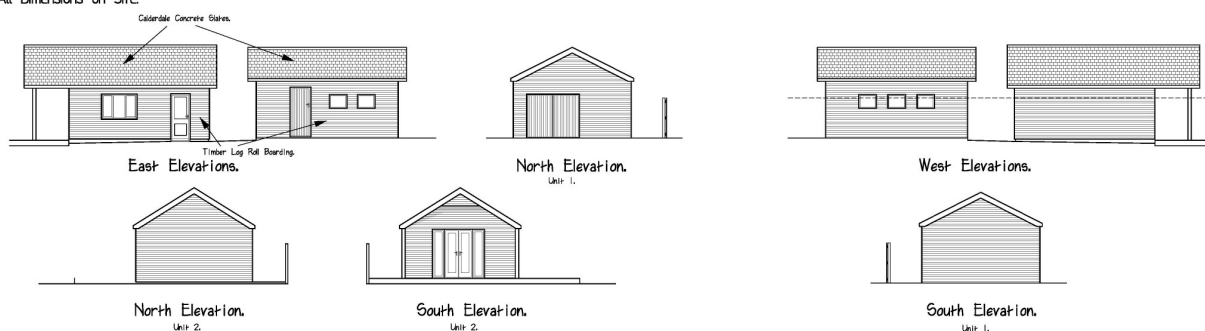 All Dimensions on Site.
Calderdale Concrete Slates.
Timber Log Roll Boarding.
East Elevations.
North Elevation.
Unit 1.
West Elevations.
North Elevation.
Unit 2.
South Elevation.
Unit 2.
South Elevation.
Unit 1.